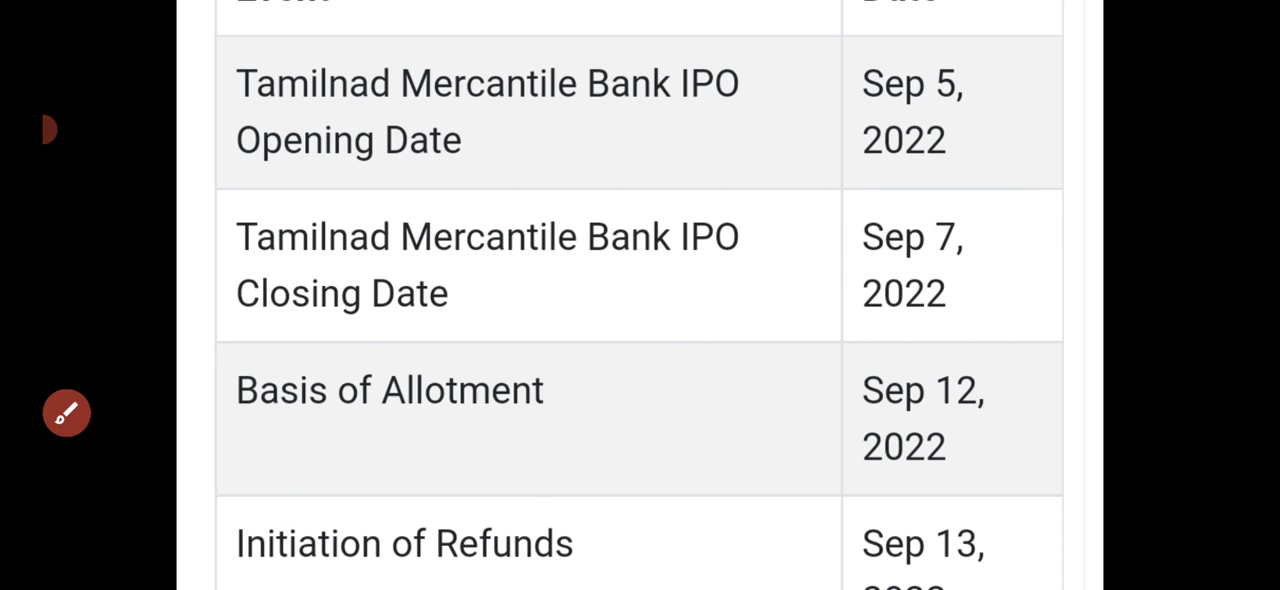 Tamilnad Mercantile Bank IPO
Opening Date
Sep 5,
2022
Tamilnad Mercantile Bank IPO
Closing Date
Sep 7,
2022
Basis of Allotment
Sep 12,
2022
Initiation of Refunds
Sep 13,